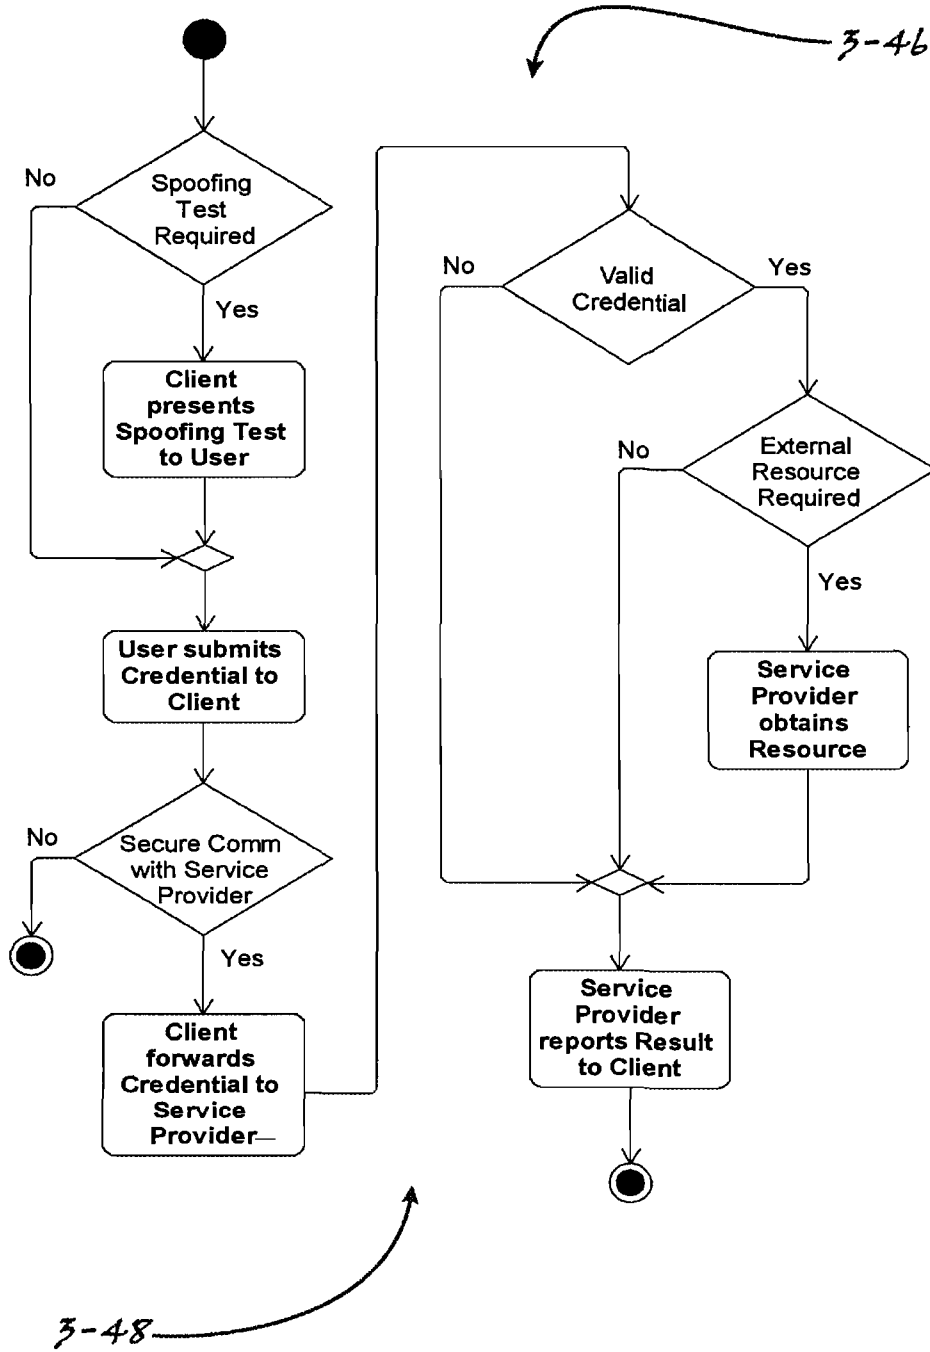 3-46
No
Spoofing
Test
Required
Yes
Client
presents
Spoofing Test
to User
User submits
Credential to
Client
No
Secure Comm
with Service
Provider
Yes
Client
forwards
Credential to
Service
Provider
No
Valid
Credential
Yes
No
External
Resource
Required
Yes
Service
Provider
obtains
Resource
Service
Provider
reports Result
to Client
3-48